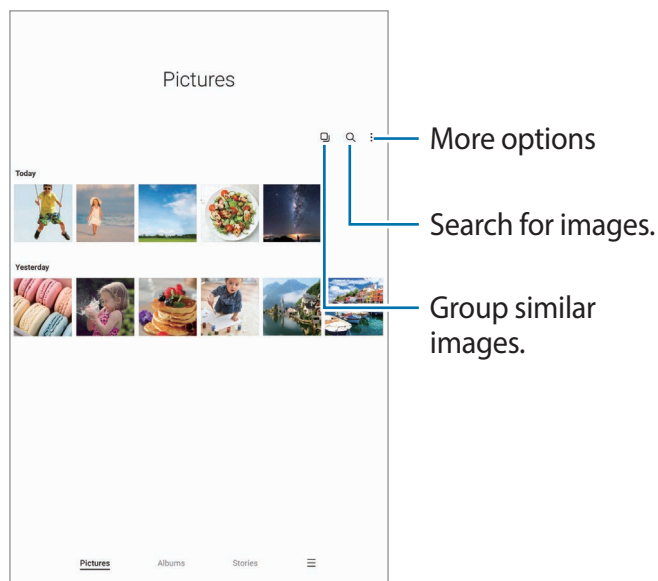 Pictures
More options
Today
Search for images.
Yesterday
Group similar
images.
Pictures Albums Stories